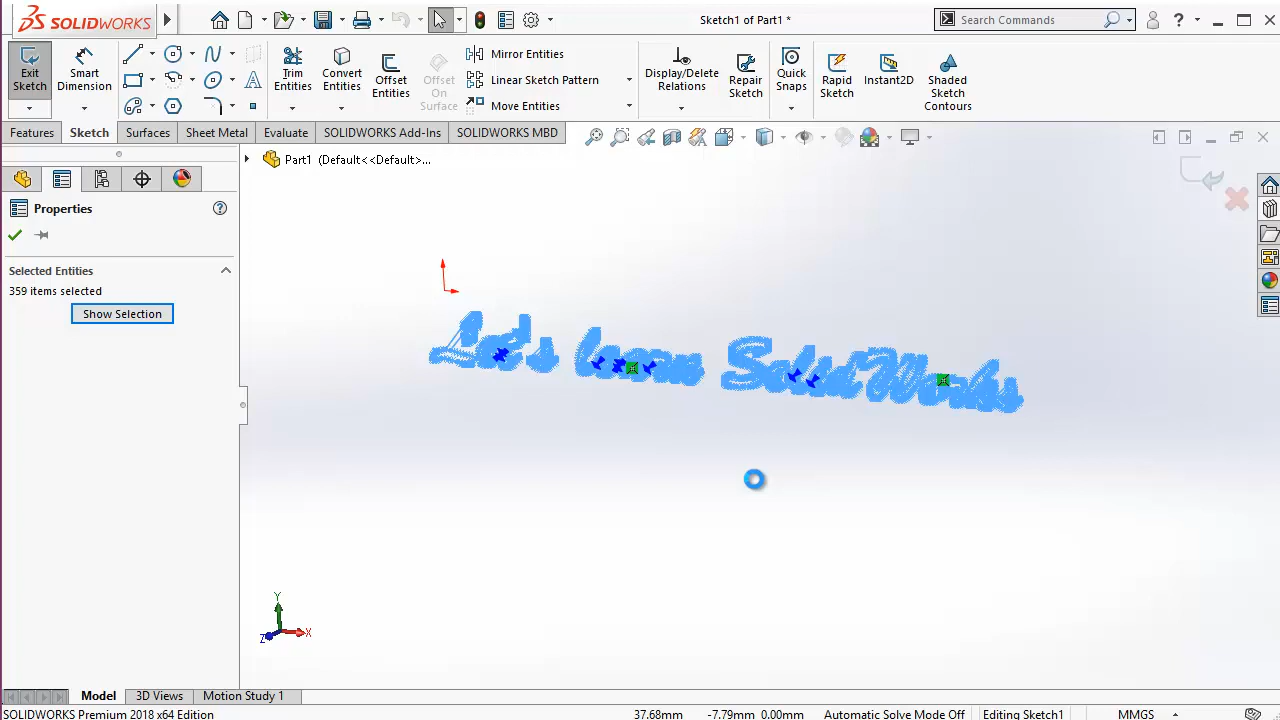 SOLIDWORKS
Sketch1 of Part1 *
Search Commands
Exit Sketch
Smart Dimension
Trim Entities
Convert Entities
Offset Entities
Offset On Surface
Mirror Entities
Linear Sketch Pattern
Move Entities
Display/Delete Relations
Repair Sketch
Quick Snaps
Rapid Sketch
Instant2D
Shaded Sketch Contours
Features
Sketch
Surfaces
Sheet Metal
Evaluate
SOLIDWORKS Add-Ins
SOLIDWORKS MBD
Part1 (Default<<Default>...
Properties
Selected Entities
359 items selected
Show Selection
Let's learn SolidWorks
Y
Z
X
Model
3D Views
Motion Study 1
SOLIDWORKS Premium 2018 x64 Edition
37.68mm
-7.79mm
0.00mm
Automatic Solve Mode Off
Editing Sketch1
MMGS